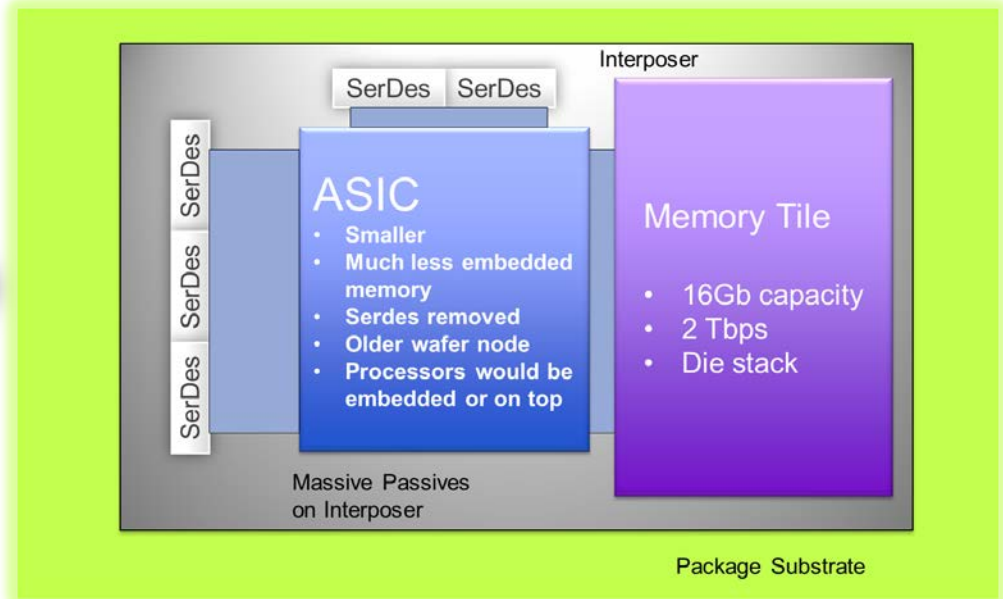 Interposer
SerDes SerDes
SerDes
SerDes
SerDes
ASIC
• Smaller
• Much less embedded
memory
• Serdes removed
• Older wafer node
• Processors would be
embedded or on top
Memory Tile
• 16Gb capacity
• 2 Tbps
• Die stack
Massive Passives
on Interposer
Package Substrate